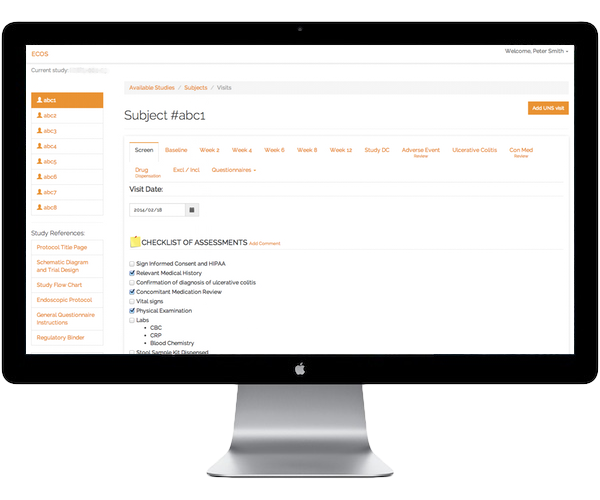 ECOS
Welcome, Peter Smith
Current study:
Available Studies / Subjects / Visits
abc1
abc2
abc3
abc4
abc5
abc6
abc7
abc8
Study References:
Protocol Title Page
Schematic Diagram
and Trial Design
Study Flow Chart
Endoscopic Protocol
General Questionnaire
Instructions
Regulatory Binder
Subject #abc1
Add UNS visit
Screen Baseline Week 2 Week 4 Week 6 Week 8 Week 12 Study DC Adverse Event Ulcerative Colitis Con Med
Review Review
Drug Excl / Incl Questionnaires
Dispensation
Visit Date:
2014/02/18
CHECKLIST OF ASSESSMENTS Add Comment
Sign Informed Consent and HIPAA
Relevant Medical History
Confirmation of diagnosis of ulcerative colitis
Concomitant Medication Review
Vital signs
Physical Examination
Labs
CBC
CRP
Blood Chemistry
Stool Sample Kit Dispensed